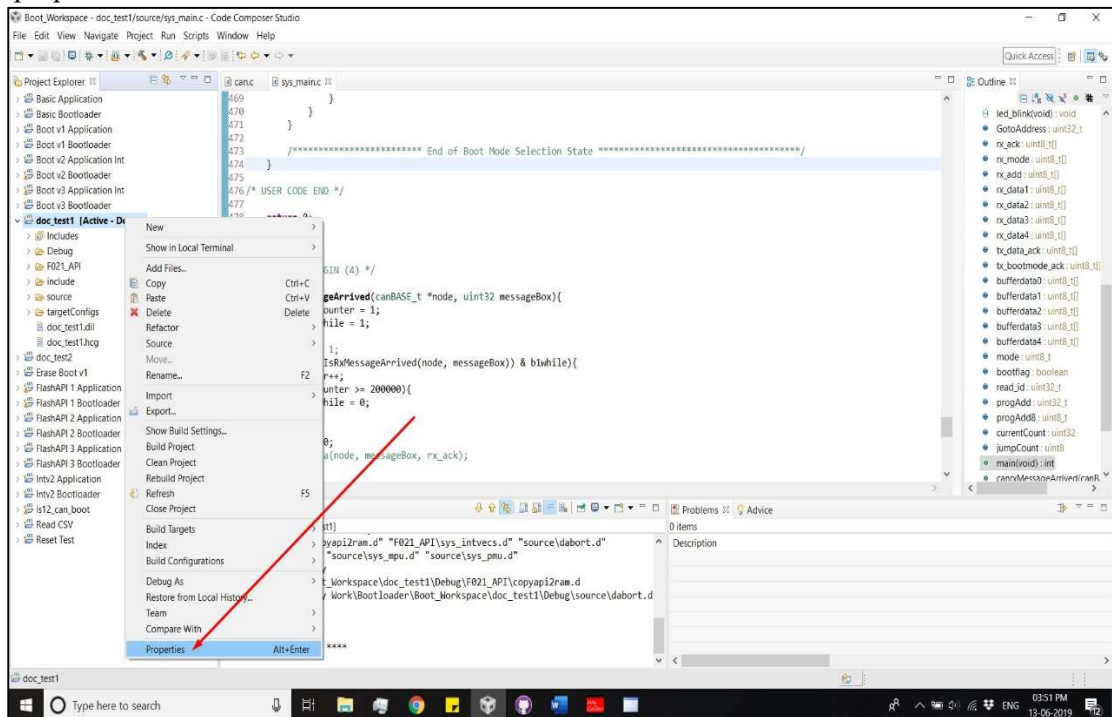 Boot_Workspace - doc_test1/source/sys_main.c - Code Composer Studio
File Edit View Navigate Project Run Scripts Window Help
Quick Access
Project Explorer
Basic Application
Basic Bootloader
Boot v1 Application
Boot v1 Bootloader
Boot v2 Application Int
Boot v2 Bootloader
Boot v3 Application Int
Boot v3 Bootloader
doc_test1 [Active - De
Includes
Debug
F021_API
include
source
targetConfigs
doc_test1.dil
doc_test1.hcg
doc_test2
Erase Boot v1
FlashAPI 1 Application
FlashAPI 1 Bootloader
FlashAPI 2 Application
FlashAPI 2 Bootloader
FlashAPI 3 Application
FlashAPI 3 Bootloader
Intv2 Application
Intv2 Bootloader
ls12_can_boot
Read CSV
Reset Test
New
Show in Local Terminal
Add Files...
Copy Ctrl+C
Paste Ctrl+V
Delete Delete
Refactor
Source
Move...
Rename... F2
Import
Export...
Show Build Settings...
Build Project
Clean Project
Rebuild Project
Refresh F5
Close Project
Build Targets
Index
Build Configurations
Debug As
Restore from Local History...
Team
Compare With
Properties Alt+Enter
can.c sys_main.c
469 }
470 }
471 }
472
473 /************************* End of Boot Mode Selection State ***************************************/
474 }
475
476 /* USER CODE END */
477
GIN (4) */
geArrived(canBASE_t *node, uint32 messageBox){
ounter = 1;
hile = 1;
1;
IsRxMessageArrived(node, messageBox)) & b1while){
r++;
unter >= 200000){
hile = 0;
0;
a(node, messageBox, rx_ack);
st1]
pyapi2ram.d" "F021_API\sys_intvecs.d" "source\dabort.d"
"source\sys_mpu.d" "source\sys_pmu.d"
t_Workspace\doc_test1\Debug\F021_API\copyapi2ram.d
Work\Bootloader\Boot_Workspace\doc_test1\Debug\source\dabort.d
****
Problems Advice
0 items
Description
Outline
led_blink(void) : void
GotoAddress : uint32_t
rx_ack : uint8_t[]
rx_mode : uint8_t[]
rx_add : uint8_t[]
rx_data1 : uint8_t[]
rx_data2 : uint8_t[]
rx_data3 : uint8_t[]
rx_data4 : uint8_t[]
tx_data_ack : uint8_t[]
tx_bootmode_ack : uint8_t[]
bufferdata0 : uint8_t[]
bufferdata1 : uint8_t[]
bufferdata2 : uint8_t[]
bufferdata3 : uint8_t[]
bufferdata4 : uint8_t[]
mode : uint8_t
bootflag : boolean
read_id : uint32_t
progAdd : uint32_t
progAdd8 : uint8_t
currentCount : uint32
jumpCount : uint8
main(void) : int
doc_test1
Type here to search
ENG
03:51 PM
13-06-2019